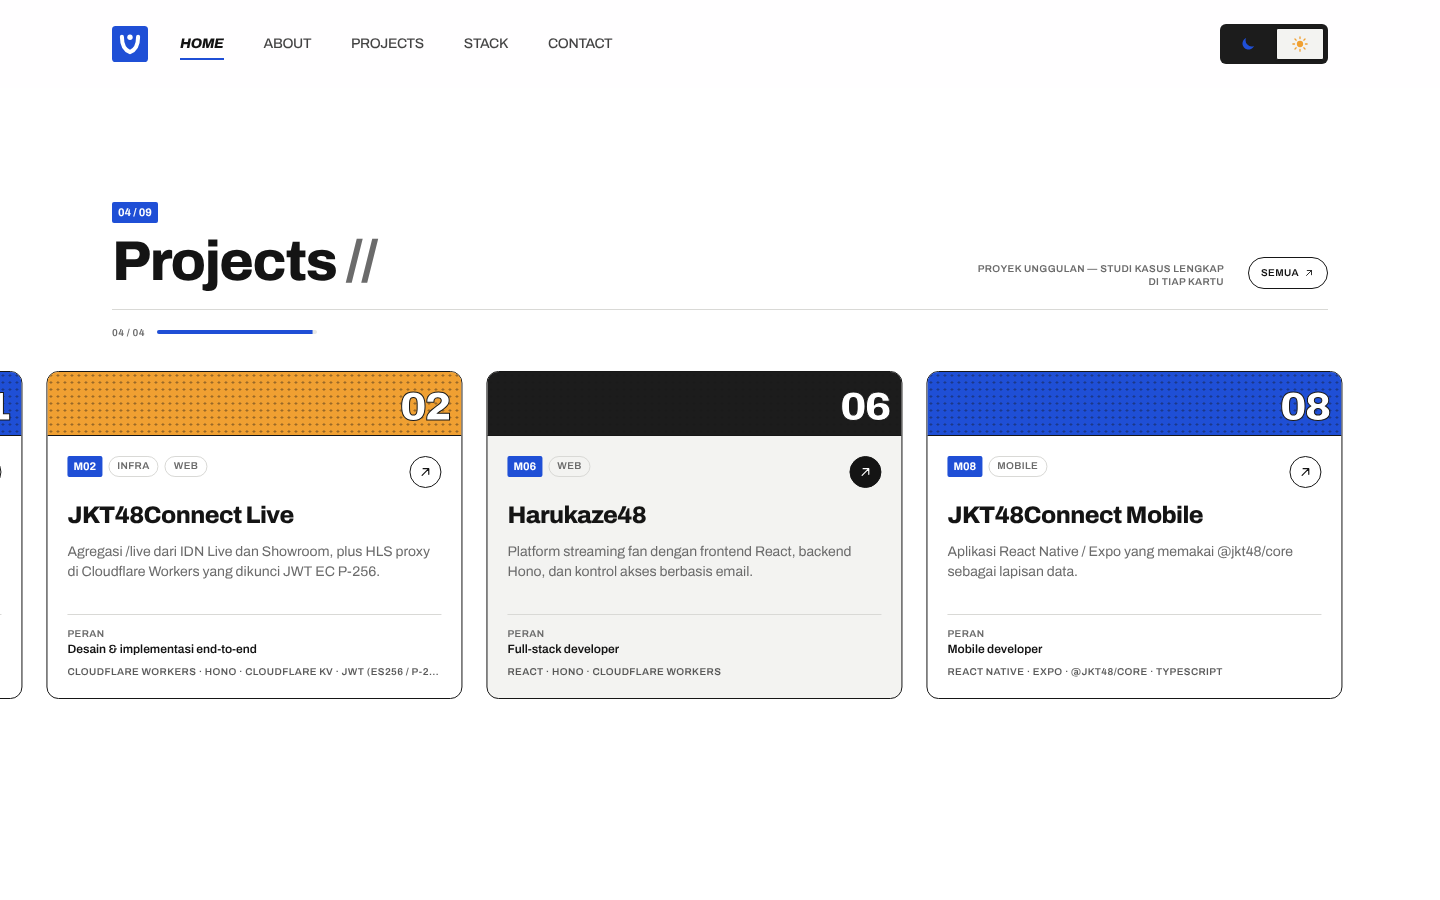 HOME ABOUT PROJECTS STACK CONTACT
04 / 09
Projects //
PROYEK UNGGULAN — STUDI KASUS LENGKAP
DI TIAP KARTU
SEMUA
04 / 04
02
M02 INFRA WEB
JKT48Connect Live
Agregasi /live dari IDN Live dan Showroom, plus HLS proxy
di Cloudflare Workers yang dikunci JWT EC P-256.
PERAN
Desain & implementasi end-to-end
CLOUDFLARE WORKERS · HONO · CLOUDFLARE KV · JWT (ES256 / P-2...
06
M06 WEB
Harukaze48
Platform streaming fan dengan frontend React, backend
Hono, dan kontrol akses berbasis email.
PERAN
Full-stack developer
REACT · HONO · CLOUDFLARE WORKERS
08
M08 MOBILE
JKT48Connect Mobile
Aplikasi React Native / Expo yang memakai @jkt48/core
sebagai lapisan data.
PERAN
Mobile developer
REACT NATIVE · EXPO · @JKT48/CORE · TYPESCRIPT